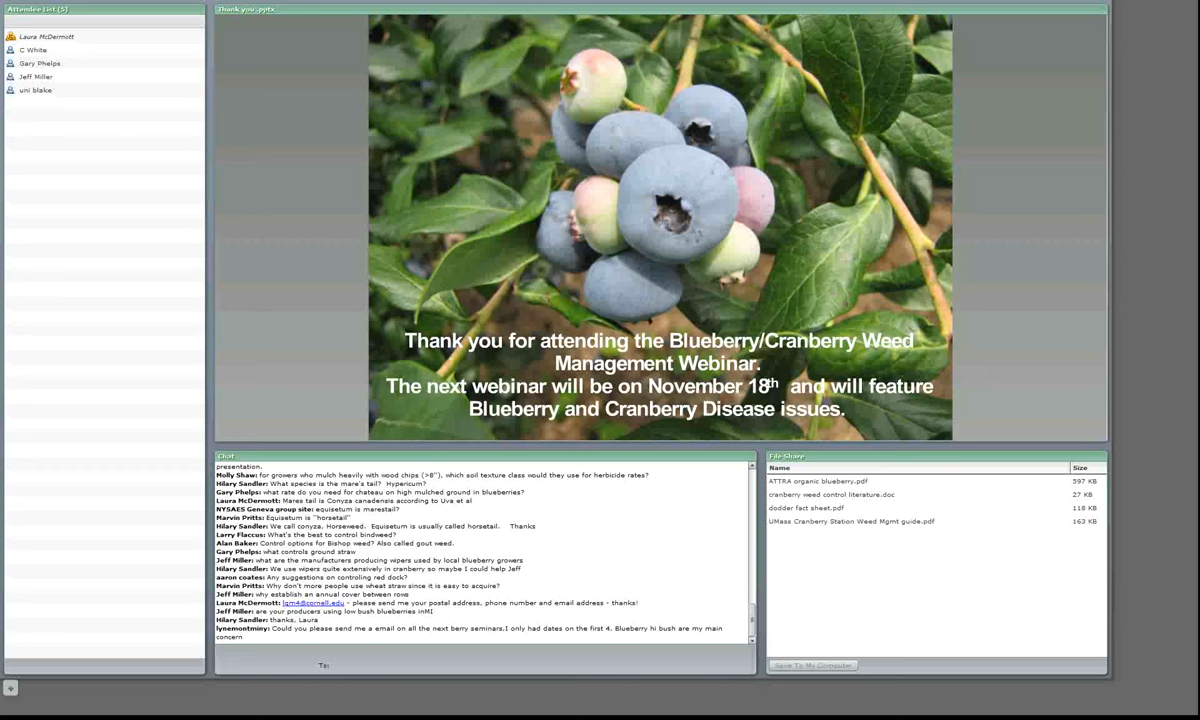 Attendee List (5)
Laura McDermott
C White
Gary Phelps
Jeff Miller
uni blake
Thank you .pptx
Thank you for attending the Blueberry/Cranberry Weed
Management Webinar.
The next webinar will be on November 18th and will feature
Blueberry and Cranberry Disease issues.
Chat
presentation.
Molly Shaw: for growers who mulch heavily with wood chips (>8"), which soil texture class would they use for herbicide rates?
Hilary Sandler: What species is the mare's tail? Hypericum?
Gary Phelps: what rate do you need for chateau on high mulched ground in blueberries?
Laura McDermott: Mares tail is Conyza canadensis according to Uva et al
NYSAES Geneva group site: equisetum is marestail?
Marvin Pritts: Equisetum is "horsetail"
Hilary Sandler: We call conyza, Horseweed. Equisetum is usually called horsetail. Thanks
Larry Flaccus: What's the best to control bindweed?
Alan Baker: Control options for Bishop weed? Also called gout weed.
Gary Phelps: what controls ground straw
Jeff Miller: what are the manufacturers producing wipers used by local blueberry growers
Hilary Sandler: We use wipers quite extensively in cranberry so maybe I could help Jeff
aaron coates: Any suggestions on controling red dock?
Marvin Pritts: Why don't more people use wheat straw since it is easy to acquire?
Jeff Miller: why establish an annual cover between rows
Laura McDermott: lgm4@cornell.edu - please send me your postal address, phone number and email address - thanks!
Jeff Miller: are your producers using low bush blueberries inMI
Hilary Sandler: thanks, Laura
lynemontminy: Could you please send me a email on all the next berry seminars,I only had dates on the first 4. Blueberry hi bush are my main
concern
To:
File Share
Name Size
ATTRA organic blueberry.pdf 597 KB
cranberry weed control literature.doc 27 KB
dodder fact sheet.pdf 118 KB
UMass Cranberry Station Weed Mgmt guide.pdf 163 KB
Save To My Computer